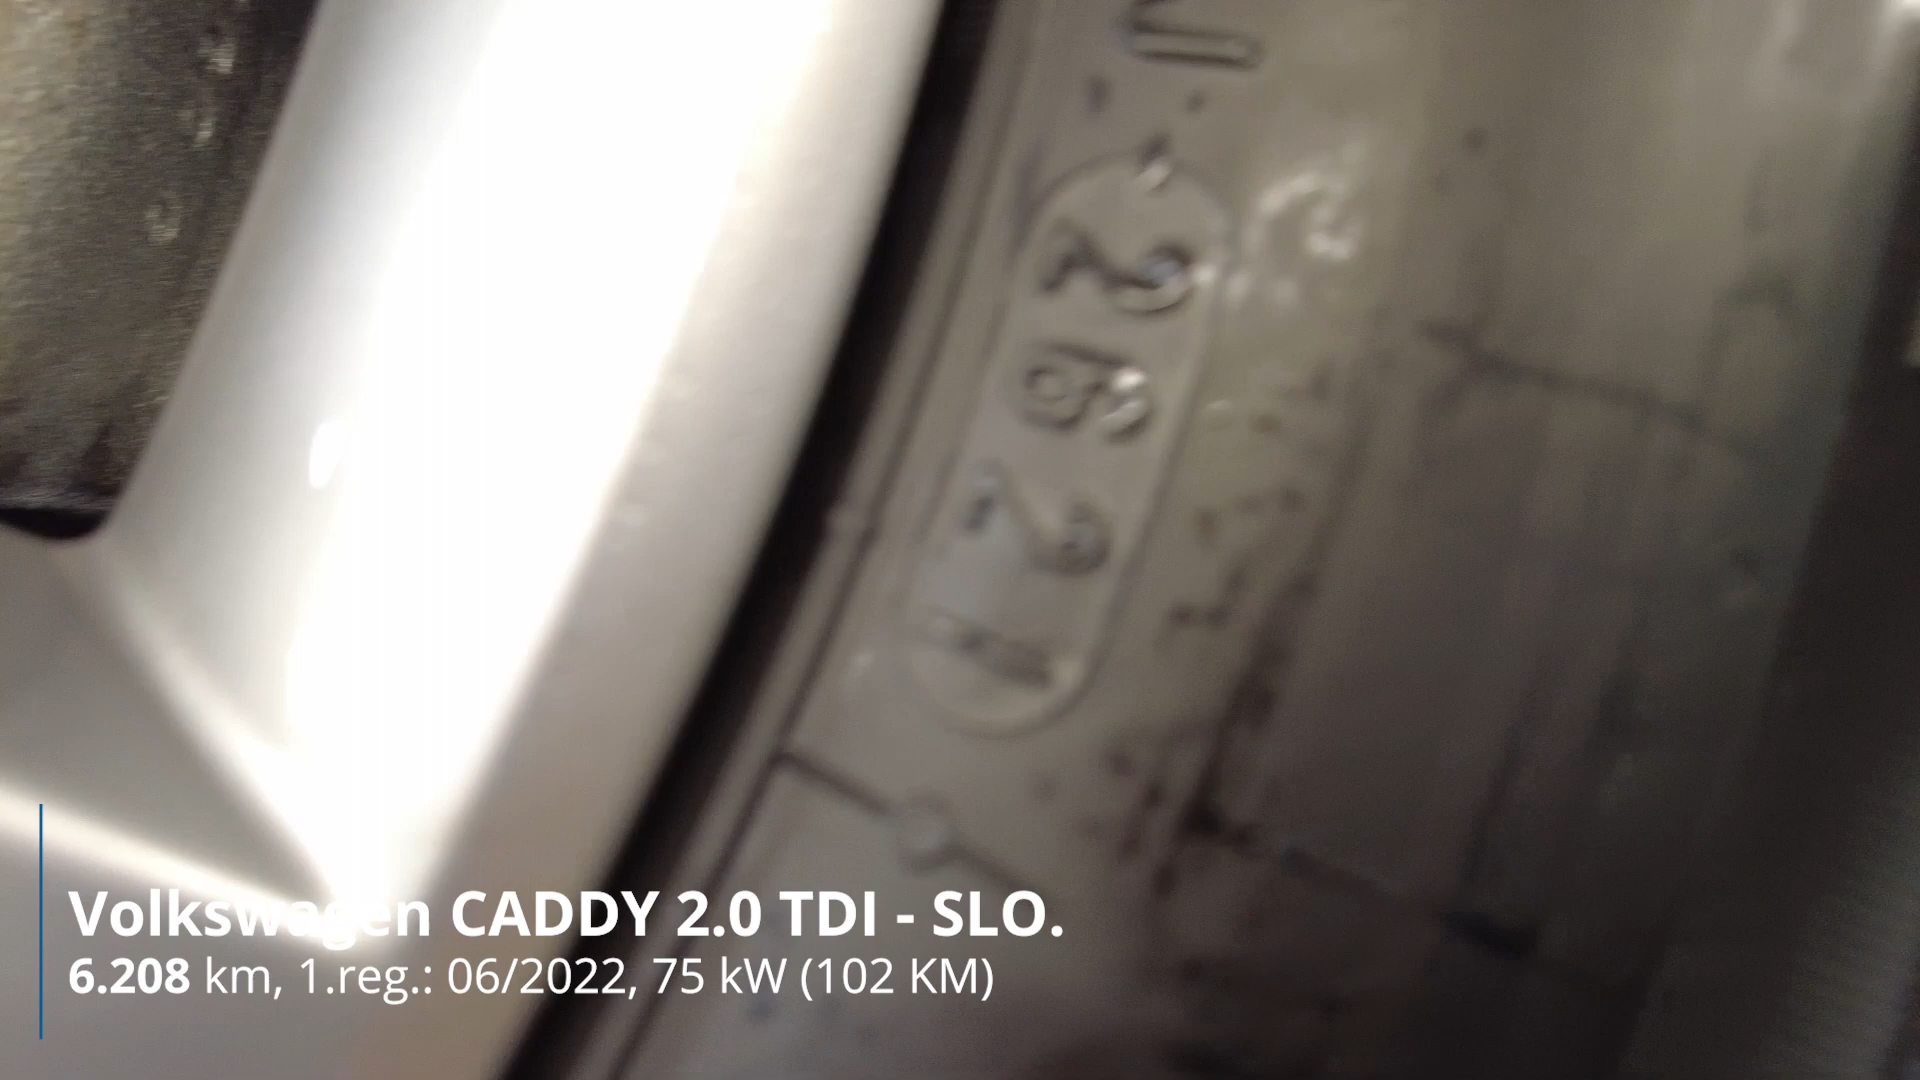 Volkswagen CADDY 2.0 TDI - SLO.
6.208 km, 1.reg.: 06/2022, 75 kW (102 KM)